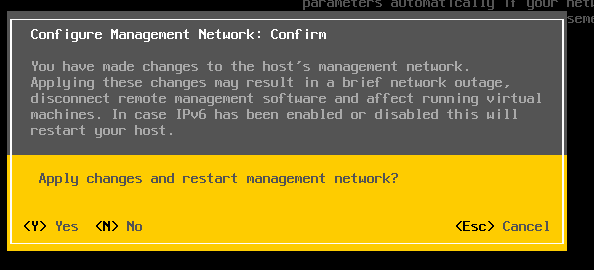 parameters automatically if your netw
seme
Configure Management Network: Confirm
You have made changes to the host's management network.
Applying these changes may result in a brief network outage,
disconnect remote management software and affect running virtual
machines. In case IPv6 has been enabled or disabled this will
restart your host.
Apply changes and restart management network?
<Y> Yes <N> No <Esc> Cancel